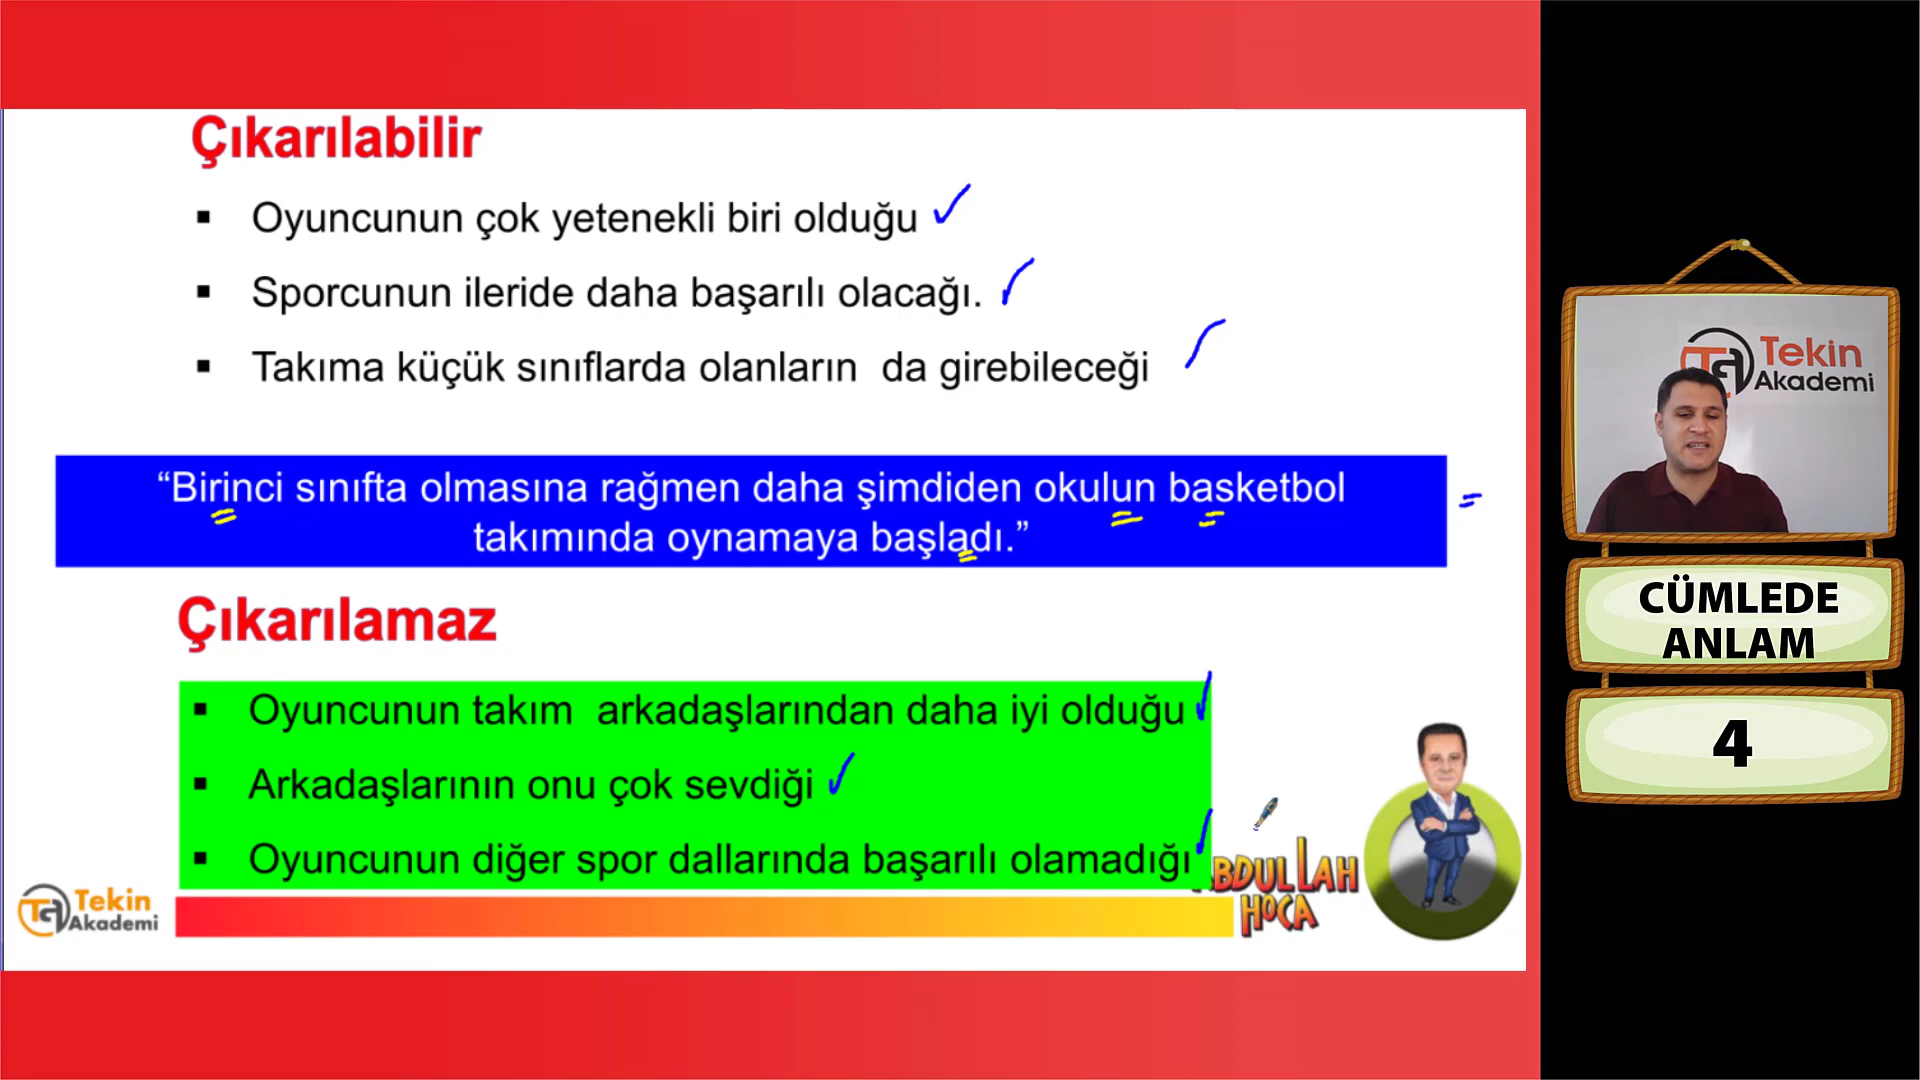 Çıkarılabilir
▪ Oyuncunun çok yetenekli biri olduğu
▪ Sporcunun ileride daha başarılı olacağı.
▪ Takıma küçük sınıflarda olanların da girebileceği
“Birinci sınıfta olmasına rağmen daha şimdiden okulun basketbol
takımında oynamaya başladı.”
Çıkarılamaz
▪ Oyuncunun takım arkadaşlarından daha iyi olduğu
▪ Arkadaşlarının onu çok sevdiği
▪ Oyuncunun diğer spor dallarında başarılı olamadığı
Tekin
Akademi
ABDULLAH
HOCA
Tekin
Akademi
CÜMLEDE
ANLAM
4